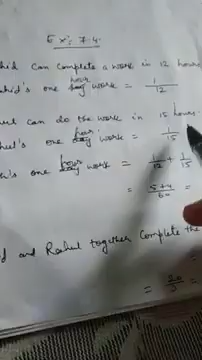 Ex: 7.4.
can complete a work in 12 hours
one hour day work = 1/12
can do the work in 15 hours.
one hour day work = 1/15
one hour day work = 1/12 + 1/15
= 5+4/60
and Rahul together complete the